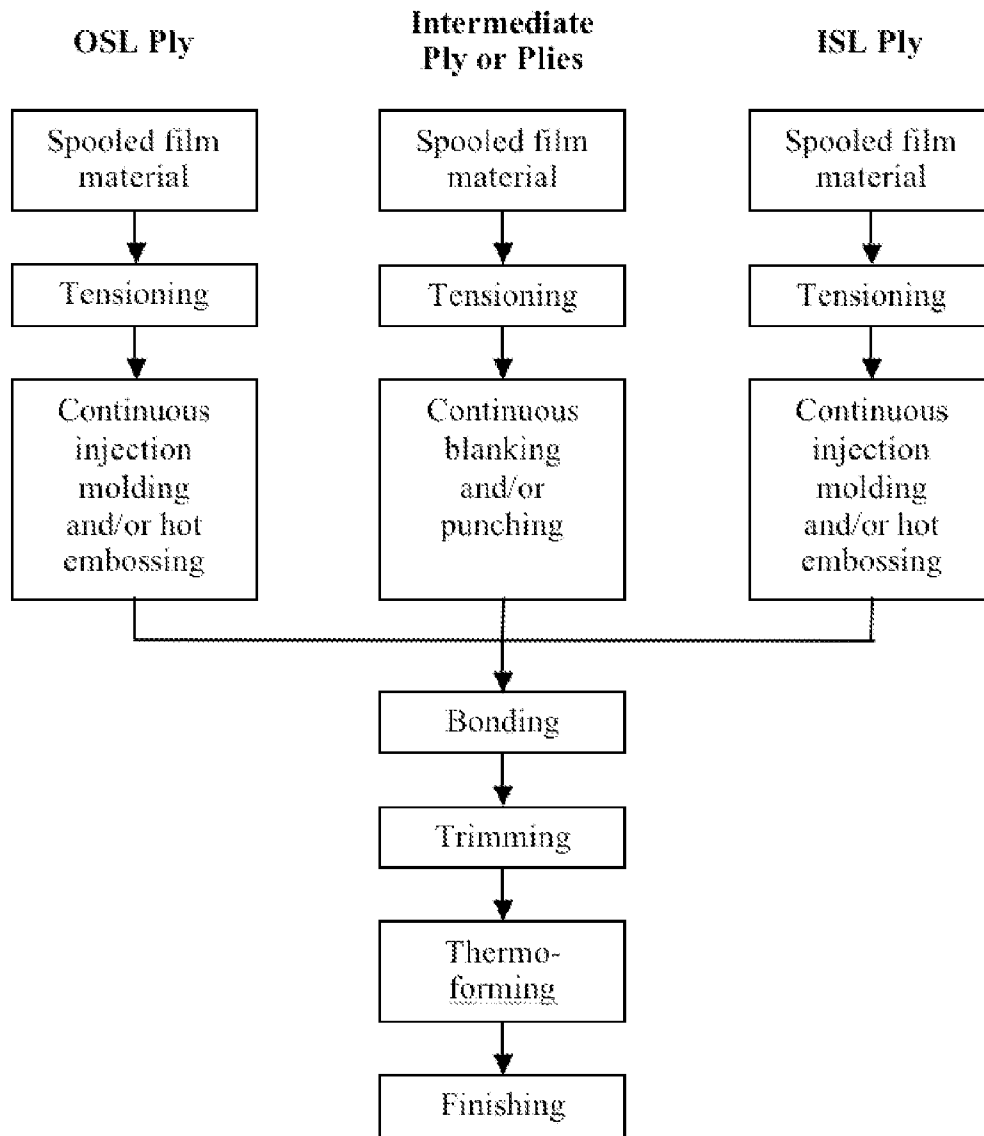 OSL Ply
Intermediate
Ply or Plies
ISL Ply
Spooled film
material
Spooled film
material
Spooled film
material
Tensioning
Tensioning
Tensioning
Continuous
injection
molding
and/or hot
embossing
Continuous
blanking
and/or
punching
Continuous
injection
molding
and/or hot
embossing
Bonding
Trimming
Thermo-
forming
Finishing